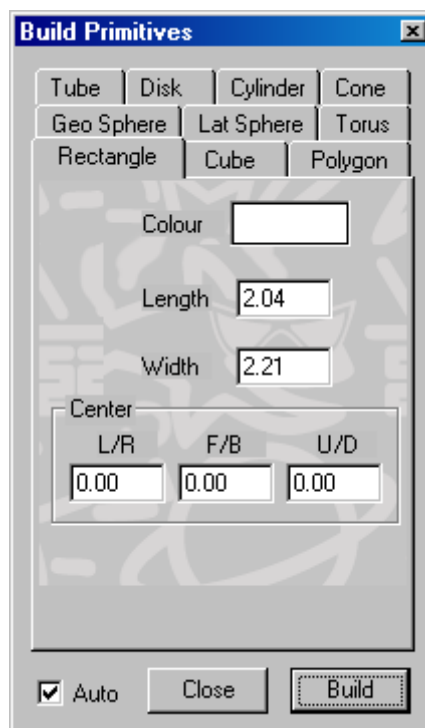 Build Primitives
Tube Disk Cylinder Cone
Geo Sphere Lat Sphere Torus
Rectangle Cube Polygon
Colour
Length 2.04
Width 2.21
Center
L/R F/B U/D
0.00 0.00 0.00
Auto Close Build